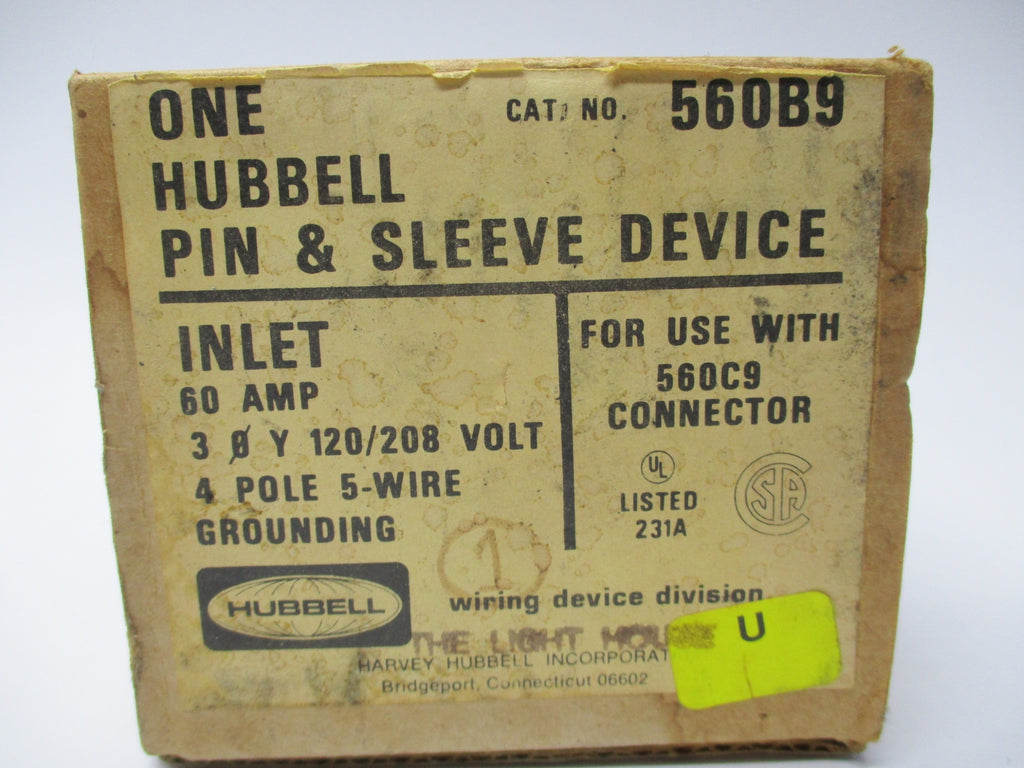 ONE CAT. NO. 560B9
HUBBELL
PIN & SLEEVE DEVICE
INLET
60 AMP
3 Ø Y 120/208 VOLT
4 POLE 5-WIRE
GROUNDING
FOR USE WITH
560C9
CONNECTOR
UL
LISTED
231A
CSA
1
HUBBELL
wiring device division
THE LIGHT HOUSE
U
HARVEY HUBBELL INCORPORAT
Bridgeport, Connecticut 06602